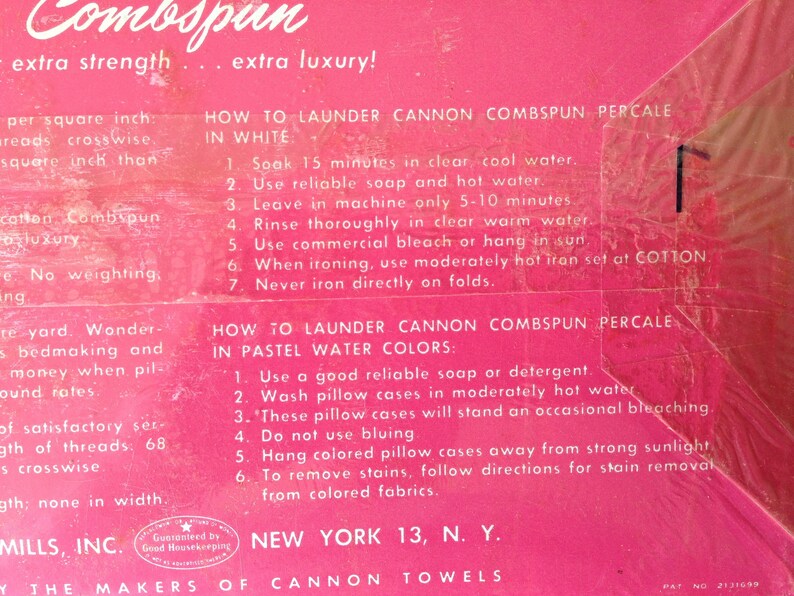 Combspun
extra strength . . . extra luxury!
per square inch:
threads crosswise.
square inch than
Combspun
luxury.
No weighting;
yard. Wonder-
bedmaking and
money when pil-
rates.
of satisfactory ser-
of threads: 68
crosswise.
none in width.
HOW TO LAUNDER CANNON COMBSPUN PERCALE
IN WHITE:
1. Soak 15 minutes in clear, cool water.
2. Use reliable soap and hot water.
3. Leave in machine only 5-10 minutes.
4. Rinse thoroughly in clear warm water.
5. Use commercial bleach or hang in sun.
6. When ironing, use moderately hot iron set at COTTON.
7. Never iron directly on folds.
HOW TO LAUNDER CANNON COMBSPUN PERCALE
IN PASTEL WATER COLORS:
1. Use a good reliable soap or detergent.
2. Wash pillow cases in moderately hot water.
3. These pillow cases will stand an occasional bleaching.
4. Do not use bluing.
5. Hang colored pillow cases away from strong sunlight.
6. To remove stains, follow directions for stain removal
from colored fabrics.
MILLS, INC.
Guaranteed by
Good Housekeeping
NEW YORK 13, N. Y.
THE MAKERS OF CANNON TOWELS
PAT. NO. 2131699